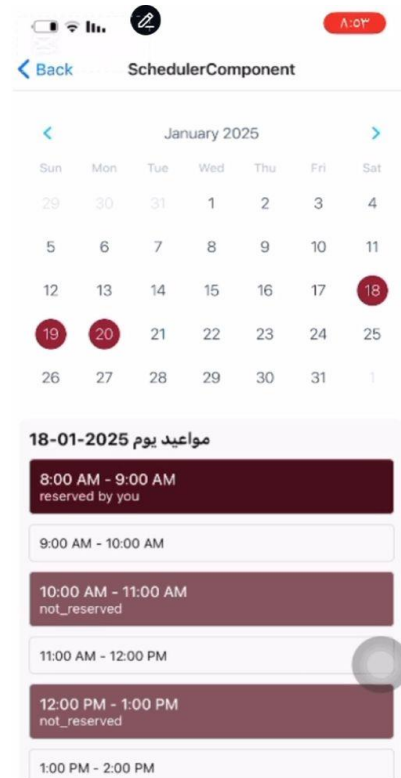 ٨:٥٣
Back
SchedulerComponent
January 2025
Sun Mon Tue Wed Thu Fri Sat
29 30 31 1 2 3 4
5 6 7 8 9 10 11
12 13 14 15 16 17 18
19 20 21 22 23 24 25
26 27 28 29 30 31 1
مواعيد يوم 2025-01-18
8:00 AM - 9:00 AM
reserved by you
9:00 AM - 10:00 AM
10:00 AM - 11:00 AM
not_reserved
11:00 AM - 12:00 PM
12:00 PM - 1:00 PM
not_reserved
1:00 PM - 2:00 PM